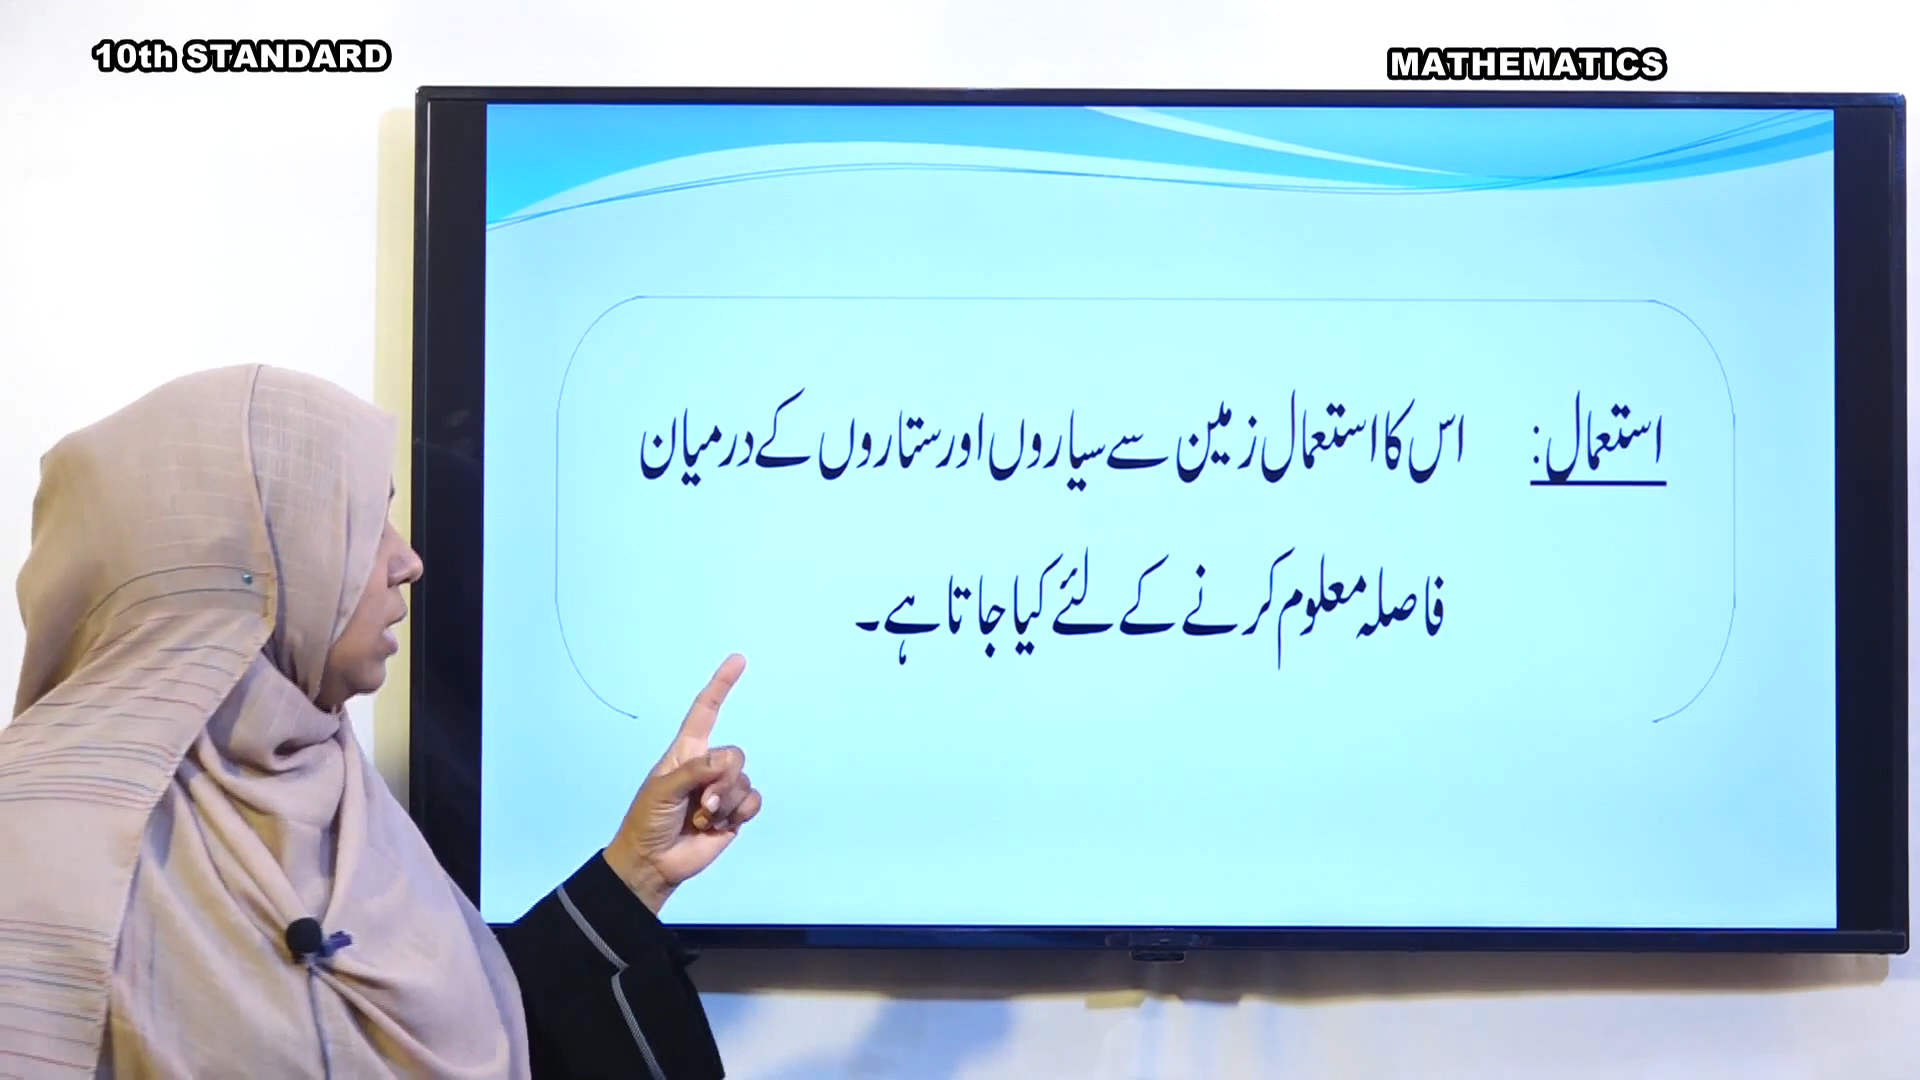 10th STANDARD
MATHEMATICS
استعمال: اس کا استعمال زمین سے سیاروں اور ستاروں کے درمیان
فاصلہ معلوم کرنے کے لئے کیا جاتا ہے۔